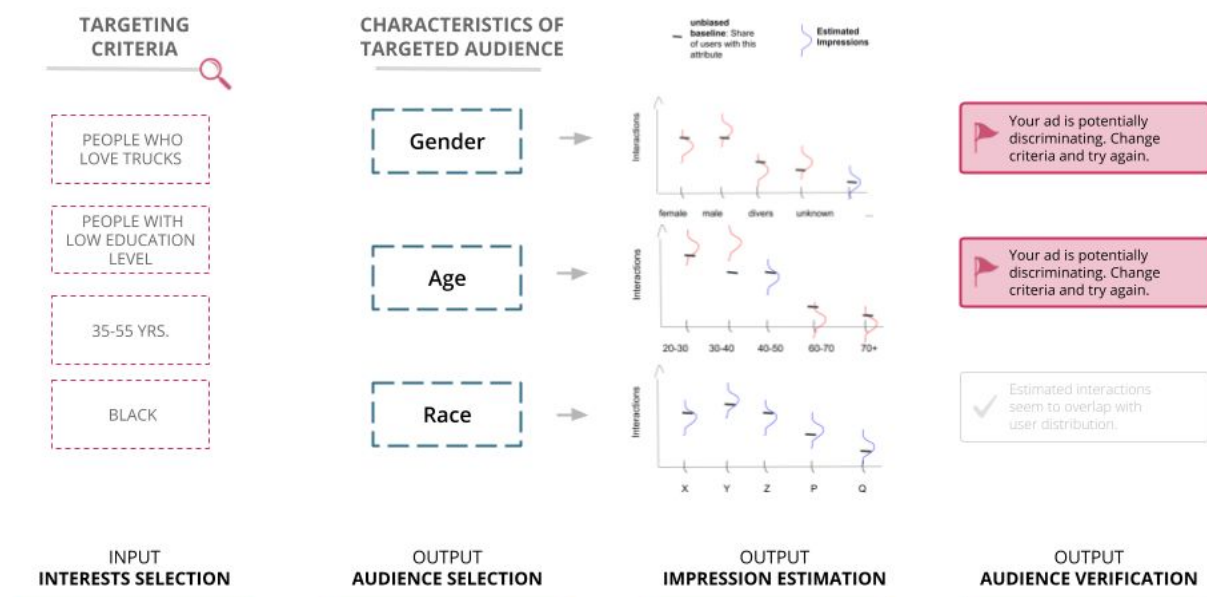 TARGETING
CRITERIA
CHARACTERISTICS OF
TARGETED AUDIENCE
unbiased
baseline: Share
of users with this
attribute
Estimated
Impressions
PEOPLE WHO
LOVE TRUCKS
PEOPLE WITH
LOW EDUCATION
LEVEL
35-55 YRS.
BLACK
Gender
Age
Race
Interactions
female male divers unknown ...
Interactions
20-30 30-40 40-50 60-70 70+
Interactions
X Y Z P Q
Your ad is potentially
discriminating. Change
criteria and try again.
Your ad is potentially
discriminating. Change
criteria and try again.
Estimated interactions
seem to overlap with
user distribution.
INPUT
INTERESTS SELECTION
OUTPUT
AUDIENCE SELECTION
OUTPUT
IMPRESSION ESTIMATION
OUTPUT
AUDIENCE VERIFICATION